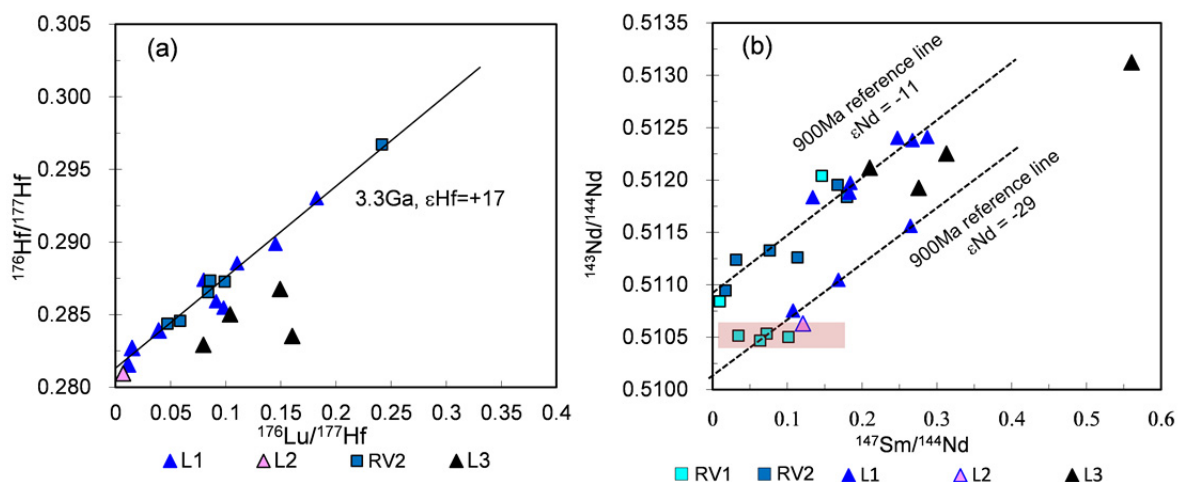 (a)
0.305
0.300
0.295
0.290
0.285
0.280
¹⁷⁶Hf/¹⁷⁷Hf
3.3Ga, εHf=+17
0 0.05 0.1 0.15 0.2 0.25 0.3 0.35 0.4
¹⁷⁶Lu/¹⁷⁷Hf
L1 L2 RV2 L3
(b)
0.5135
0.5130
0.5125
0.5120
0.5115
0.5110
0.5105
0.5100
¹⁴³Nd/¹⁴⁴Nd
900Ma reference line
εNd = -11
900Ma reference line
εNd = -29
0 0.1 0.2 0.3 0.4 0.5 0.6
¹⁴⁷Sm/¹⁴⁴Nd
RV1 RV2 L1 L2 L3